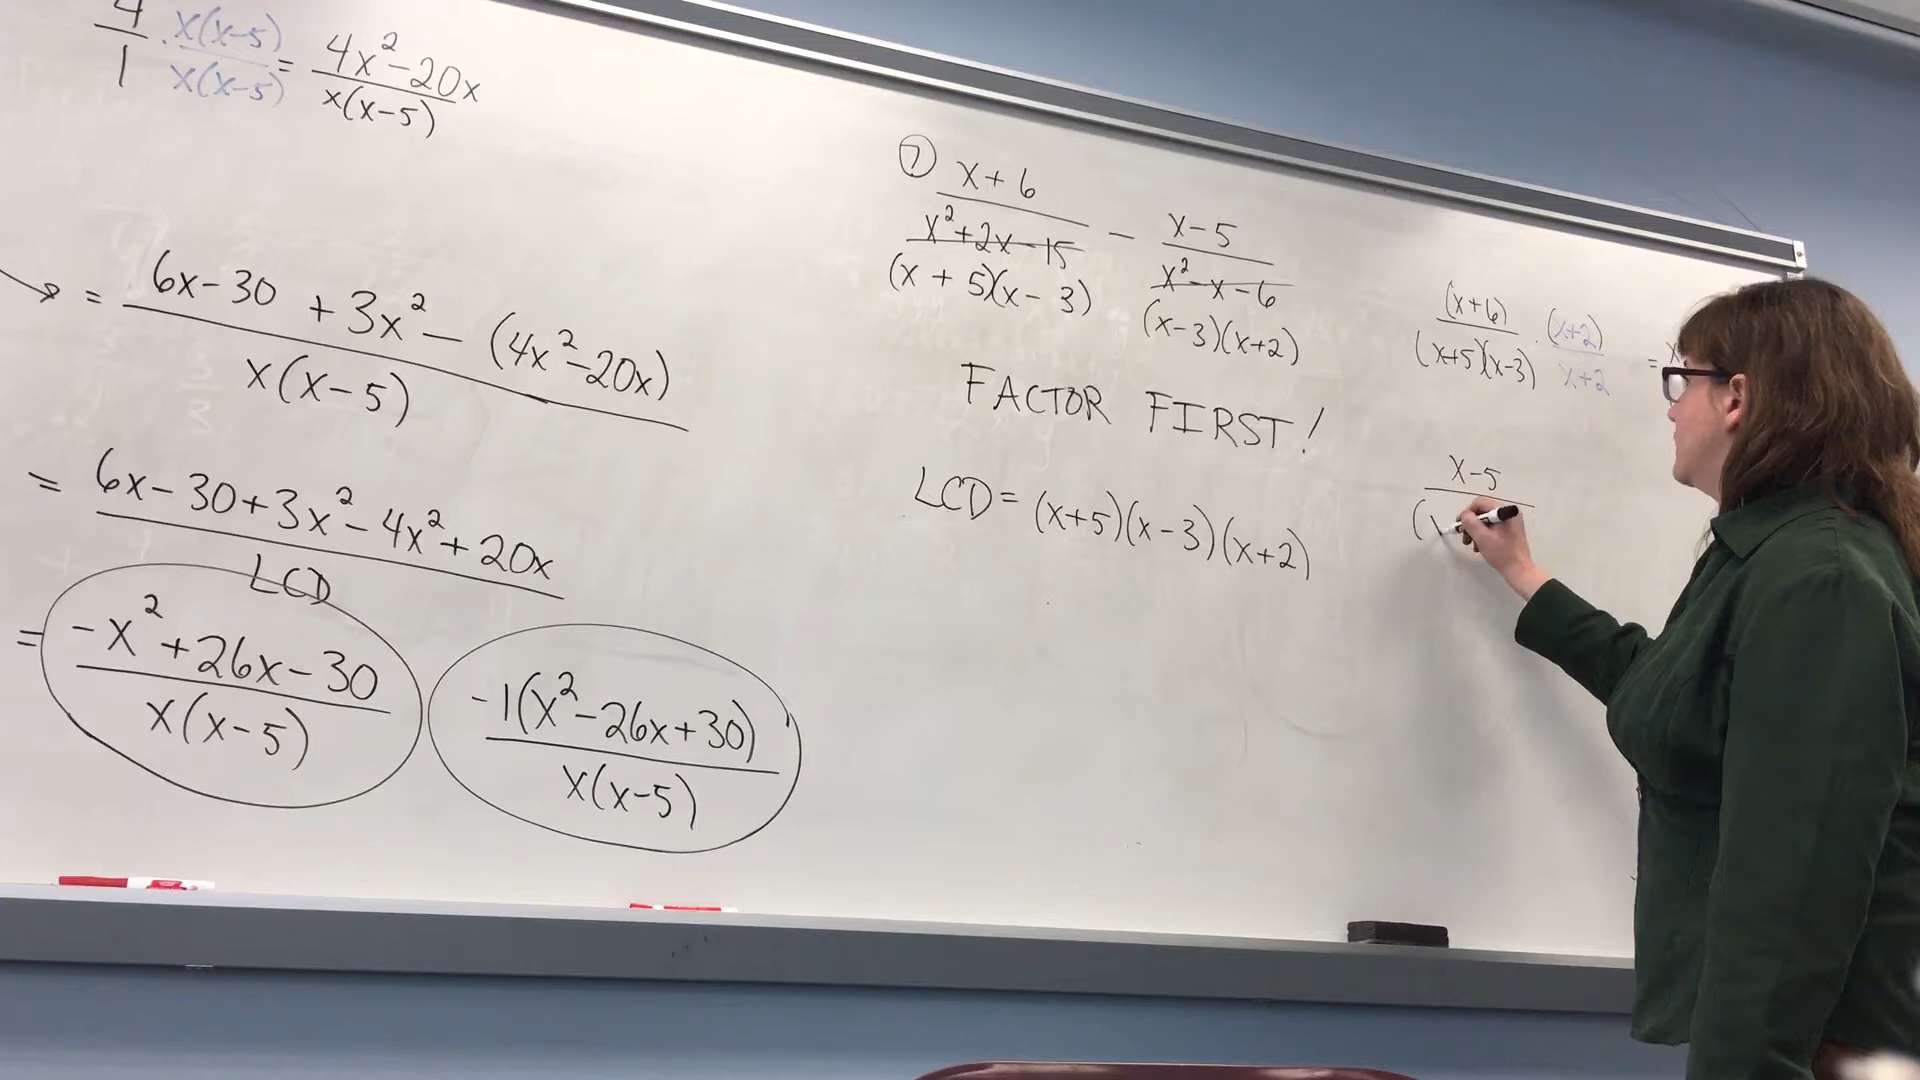 4/1 · x(x-5)/x(x-5) = 4x²-20x/x(x-5)
= 6x-30 + 3x² - (4x²-20x)
x(x-5)
= 6x-30+3x²-4x²+20x
LCD
= -x²+26x-30
x(x-5)
-1(x²-26x+30)
x(x-5)
7 x+6
x²+2x-15
(x+5)(x-3)
- x-5
x²-x-6
(x-3)(x+2)
FACTOR FIRST!
LCD = (x+5)(x-3)(x+2)
(x+6)/(x+5)(x-3) · (x+2)/x+2 = x
x-5
(